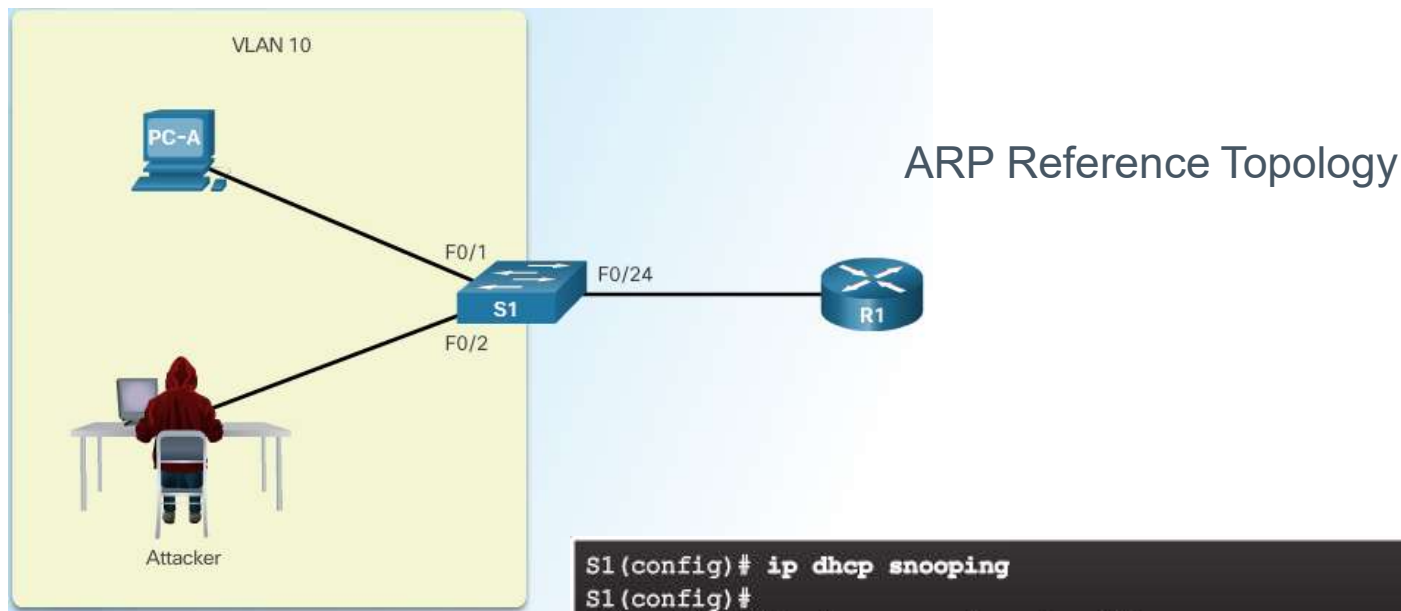 VLAN 10
PC-A
ARP Reference Topology
F0/1
F0/24
S1
R1
F0/2
Attacker
S1(config)# ip dhcp snooping
S1(config)#